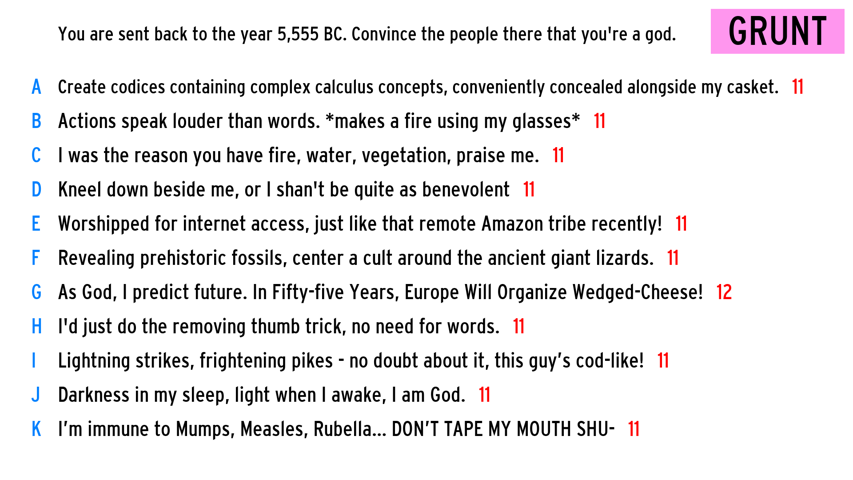 You are sent back to the year 5,555 BC. Convince the people there that you're a god.
GRUNT
A Create codices containing complex calculus concepts, conveniently concealed alongside my casket. 11
B Actions speak louder than words. *makes a fire using my glasses* 11
C I was the reason you have fire, water, vegetation, praise me. 11
D Kneel down beside me, or I shan't be quite as benevolent 11
E Worshipped for internet access, just like that remote Amazon tribe recently! 11
F Revealing prehistoric fossils, center a cult around the ancient giant lizards. 11
G As God, I predict future. In Fifty-five Years, Europe Will Organize Wedged-Cheese! 12
H I'd just do the removing thumb trick, no need for words. 11
I Lightning strikes, frightening pikes - no doubt about it, this guy’s cod-like! 11
J Darkness in my sleep, light when I awake, I am God. 11
K I’m immune to Mumps, Measles, Rubella... DON’T TAPE MY MOUTH SHU- 11